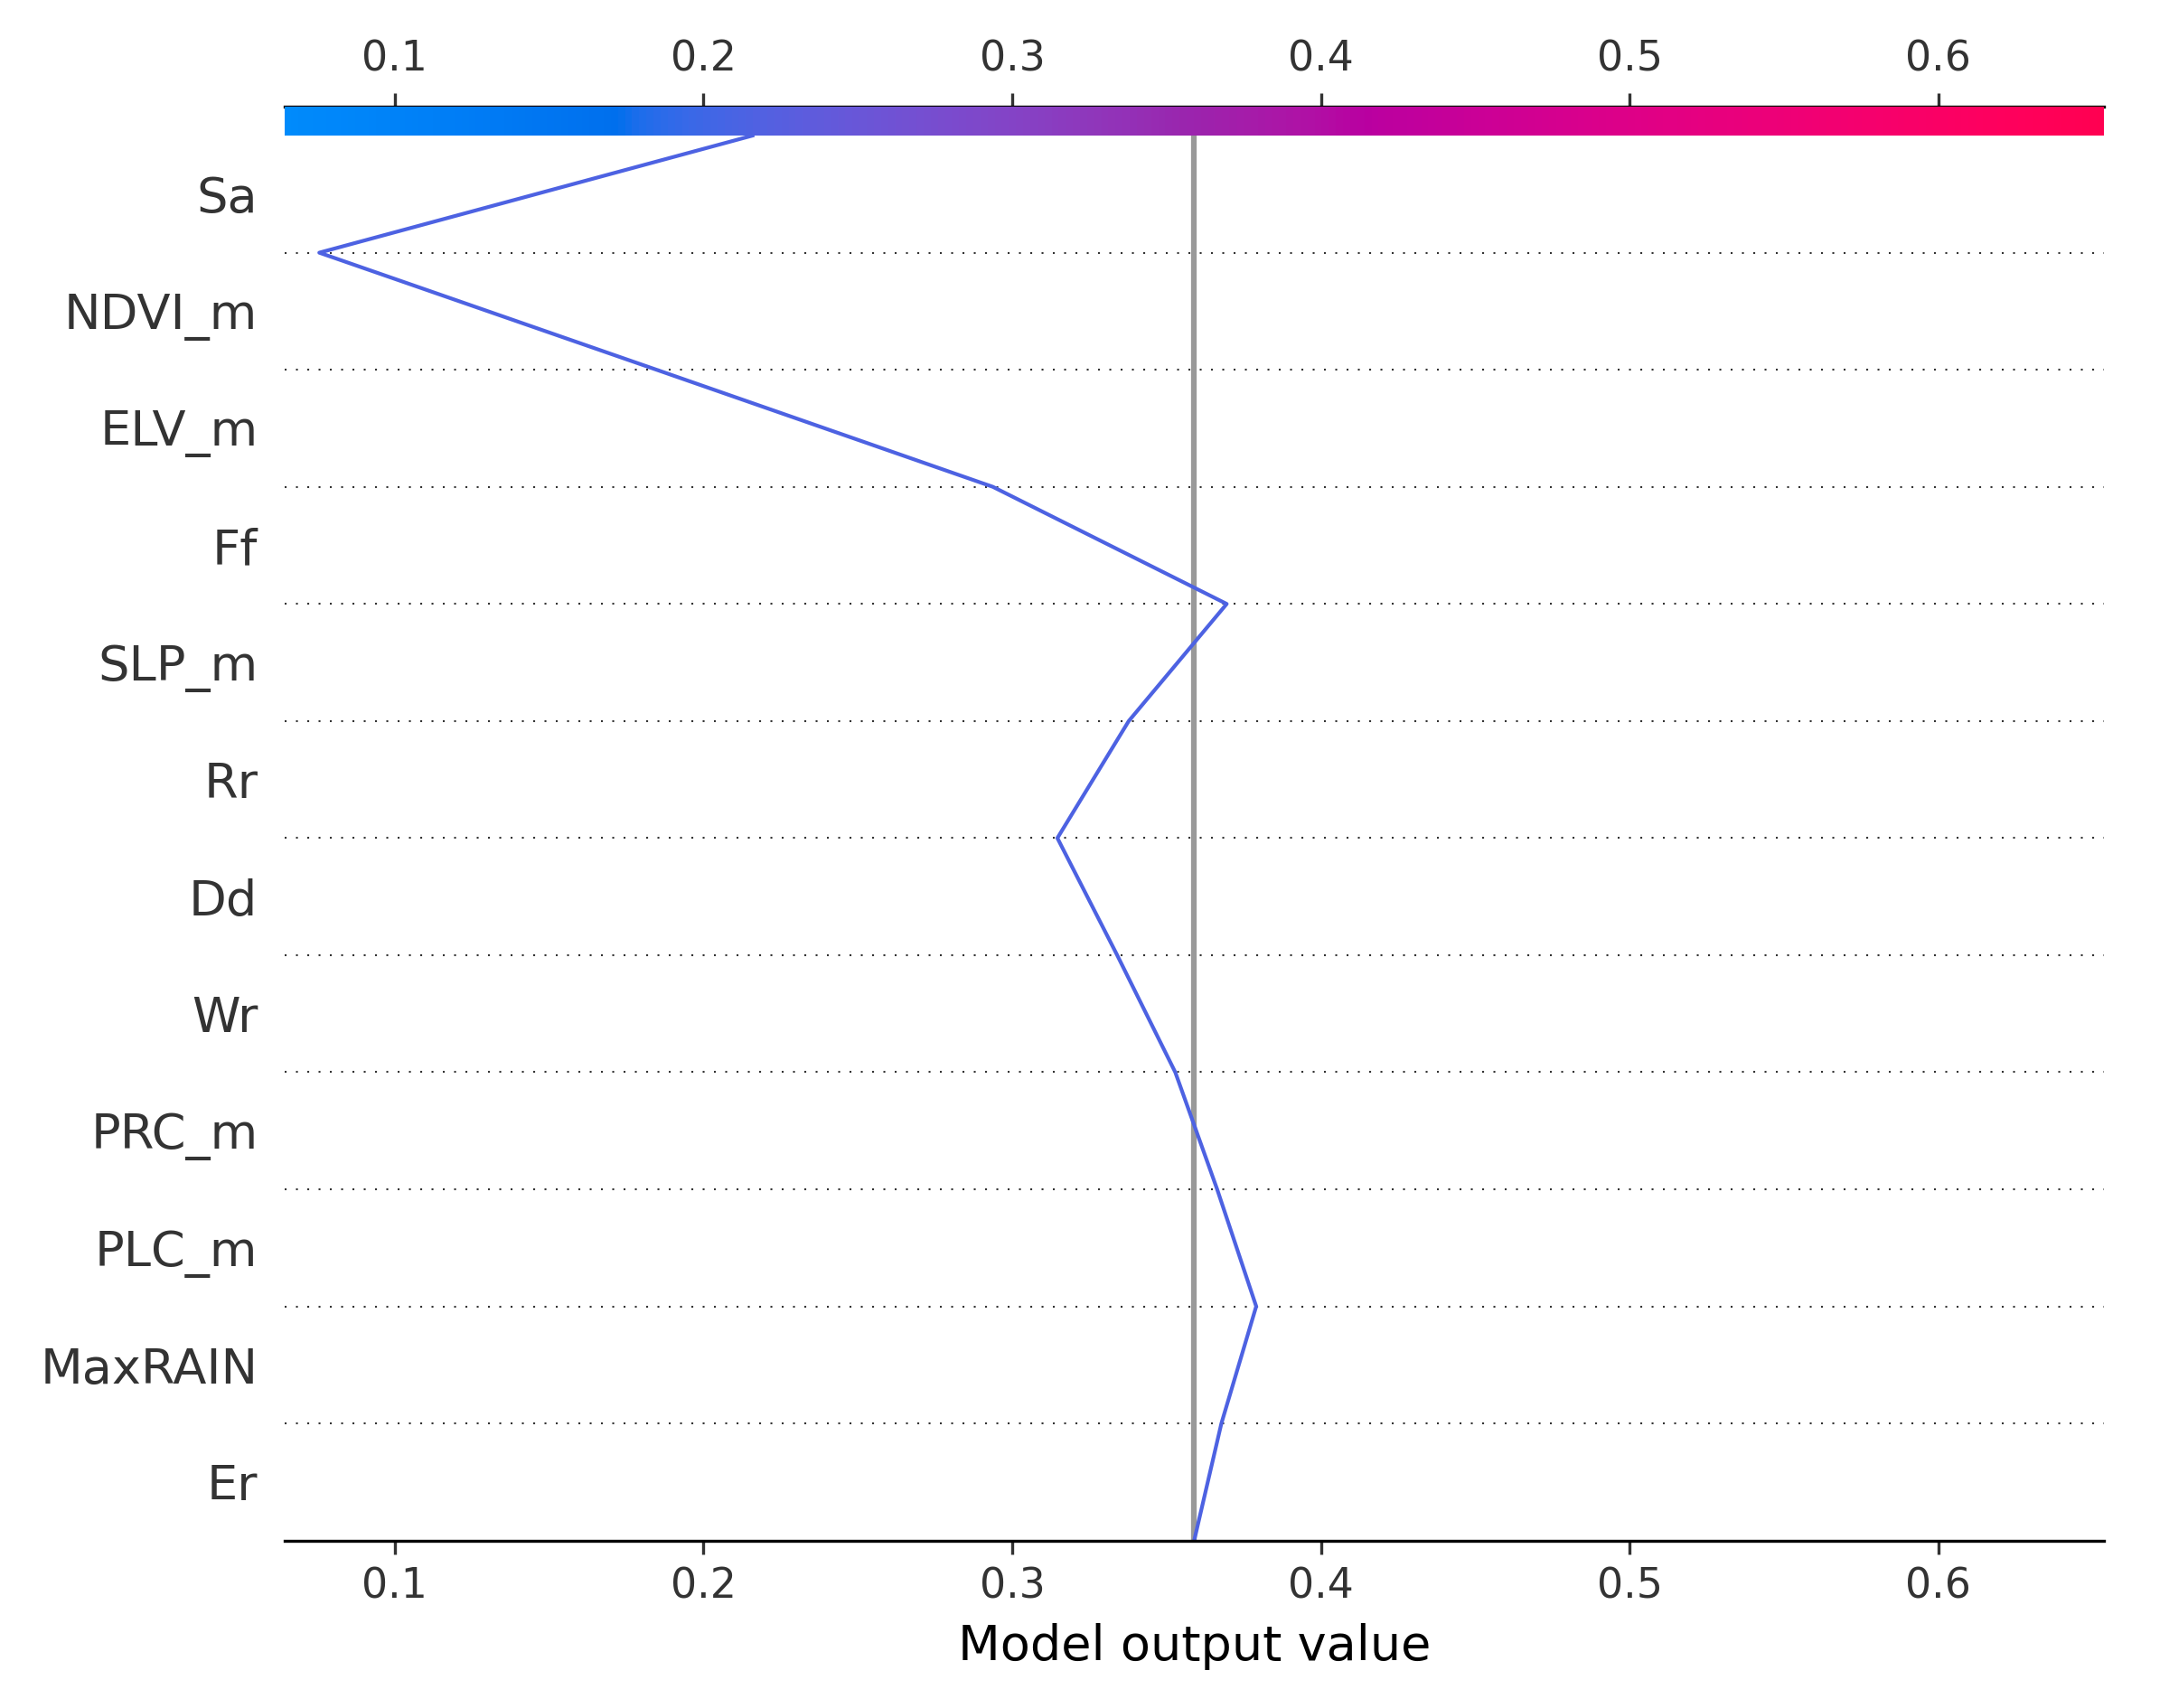 0.1 0.2 0.3 0.4 0.5 0.6
Sa
NDVI_m
ELV_m
Ff
SLP_m
Rr
Dd
Wr
PRC_m
PLC_m
MaxRAIN
Er
0.1 0.2 0.3 0.4 0.5 0.6
Model output value